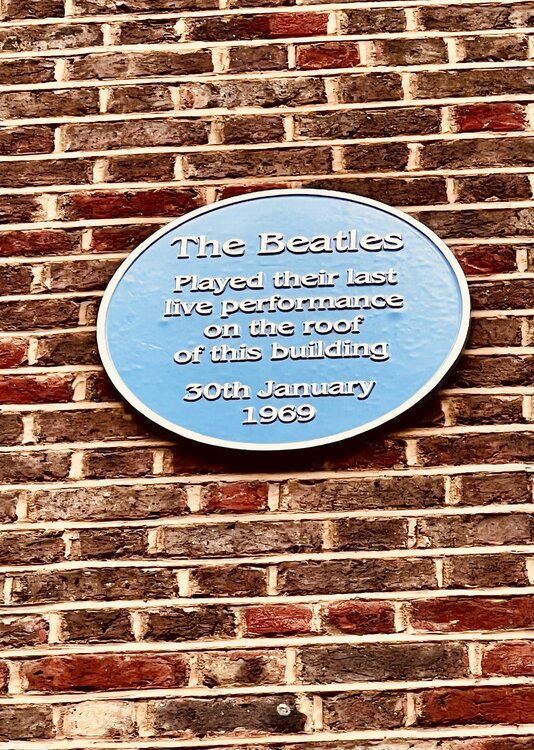 The Beatles
Played their last
live performance
on the roof
of this building
30th January
1969